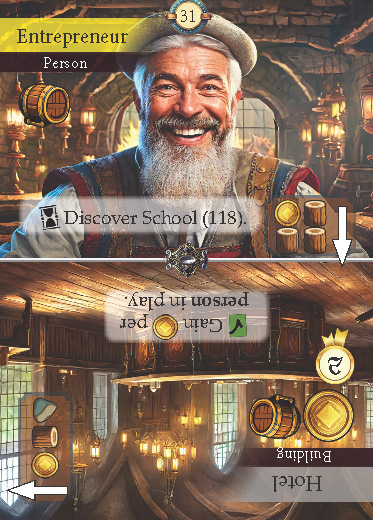 31
Entrepreneur
Person
Discover School (118).
Gain per
person in play.
2
Building
Hotel